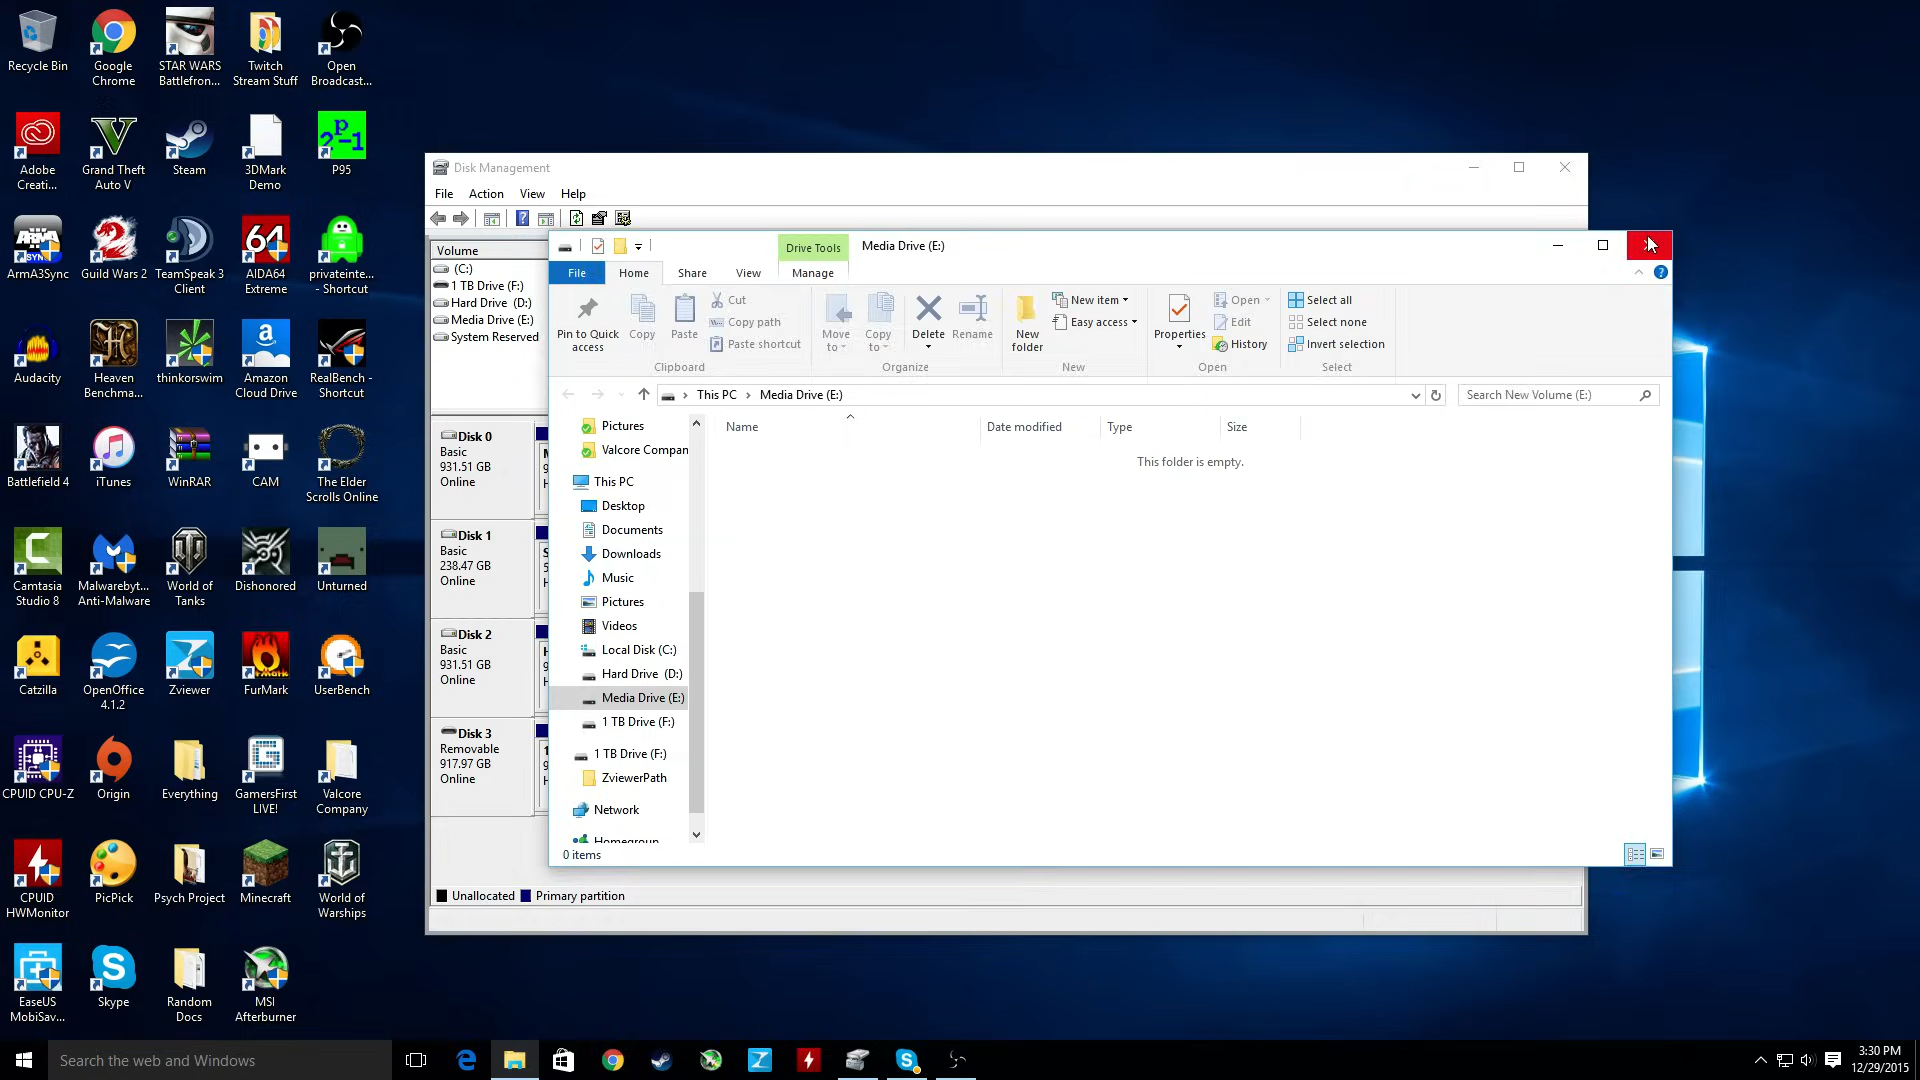 Recycle Bin
Google
Chrome
STAR WARS
Battlefron...
Twitch
Stream Stuff
Open
Broadcast...
Adobe
Creati...
Grand Theft
Auto V
Steam
3DMark
Demo
P95
ArmA3Sync
Guild Wars 2
TeamSpeak 3
Client
AIDA64
Extreme
privateinte...
- Shortcut
Audacity
Heaven
Benchma...
thinkorswim
Amazon
Cloud Drive
RealBench -
Shortcut
Battlefield 4
iTunes
WinRAR
CAM
The Elder
Scrolls Online
Camtasia
Studio 8
Malwarebyt...
Anti-Malware
World of
Tanks
Dishonored
Unturned
Catzilla
OpenOffice
4.1.2
Zviewer
FurMark
UserBench
CPUID CPU-Z
Origin
Everything
GamersFirst
LIVE!
Valcore
Company
CPUID
HWMonitor
PicPick
Psych Project
Minecraft
World of
Warships
EaseUS
MobiSav...
Skype
Random
Docs
MSI
Afterburner
Disk Management
File Action View Help
Volume
(C:)
1 TB Drive (F:)
Hard Drive (D:)
Media Drive (E:)
System Reserved
Disk 0
Basic
931.51 GB
Online
Disk 1
Basic
238.47 GB
Online
Disk 2
Basic
931.51 GB
Online
Disk 3
Removable
917.97 GB
Online
Unallocated Primary partition
Drive Tools Media Drive (E:)
File Home Share View Manage
Pin to Quick
access
Copy
Paste
Cut
Copy path
Paste shortcut
Clipboard
Move
to
Copy
to
Delete
Rename
Organize
New
folder
New item
Easy access
New
Properties
Open
Edit
History
Open
Select all
Select none
Invert selection
Select
This PC Media Drive (E:)
Search New Volume (E:)
Name Date modified Type Size
This folder is empty.
Pictures
Valcore Compan
This PC
Desktop
Documents
Downloads
Music
Pictures
Videos
Local Disk (C:)
Hard Drive (D:)
Media Drive (E:)
1 TB Drive (F:)
1 TB Drive (F:)
ZviewerPath
Network
Homegroup
0 items
Search the web and Windows
3:30 PM
12/29/2015